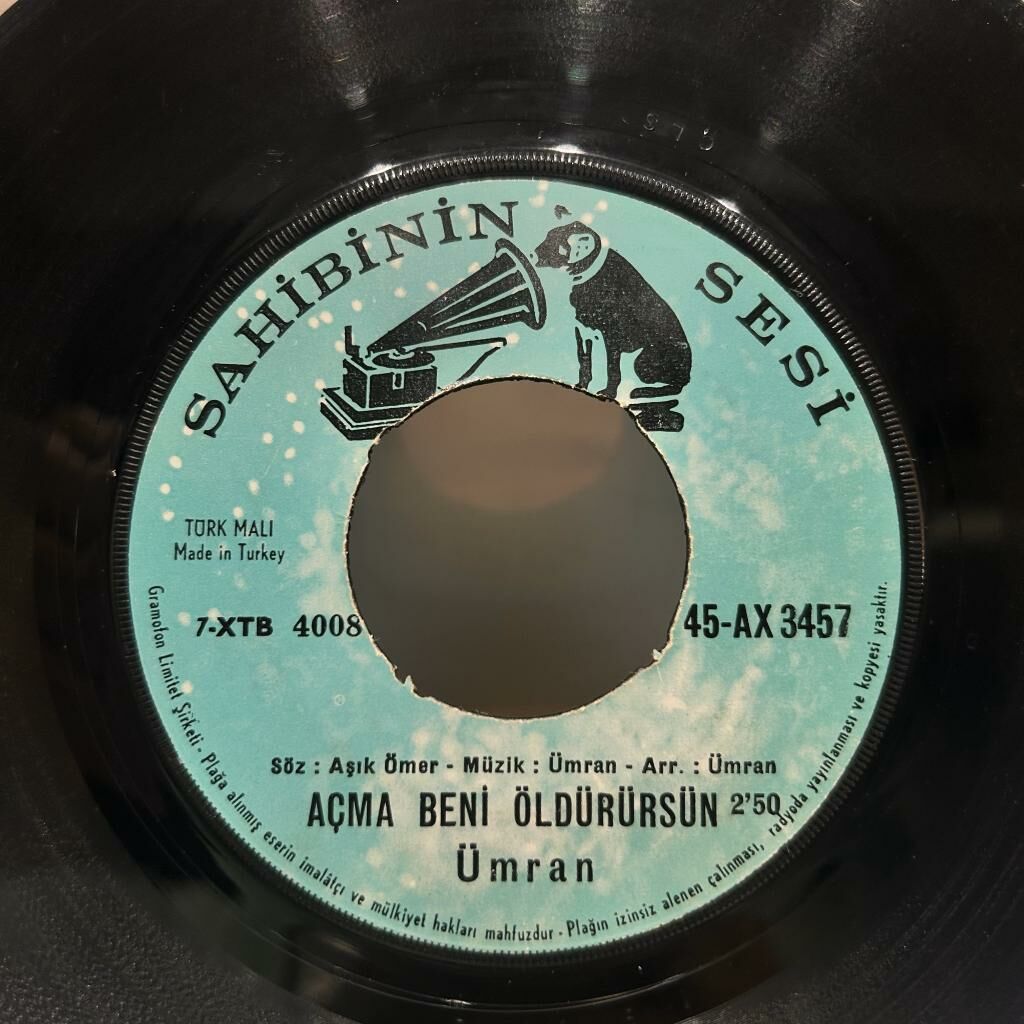 SAHİBİNİN SESİ
TÜRK MALI
Made in Turkey
7-XTB 4008
45-AX 3457
Söz : Aşık Ömer - Müzik : Ümran - Arr. : Ümran
AÇMA BENİ ÖLDÜRÜRSÜN 2'50
Ümran
Gramofon Limitet Şirketi - Plağa alınmış eserin imalâtçı ve mülkiyet hakları mahfuzdur - Plağın izinsiz alenen çalınması, radyoda yayınlanması ve kopyesi yasaktır.